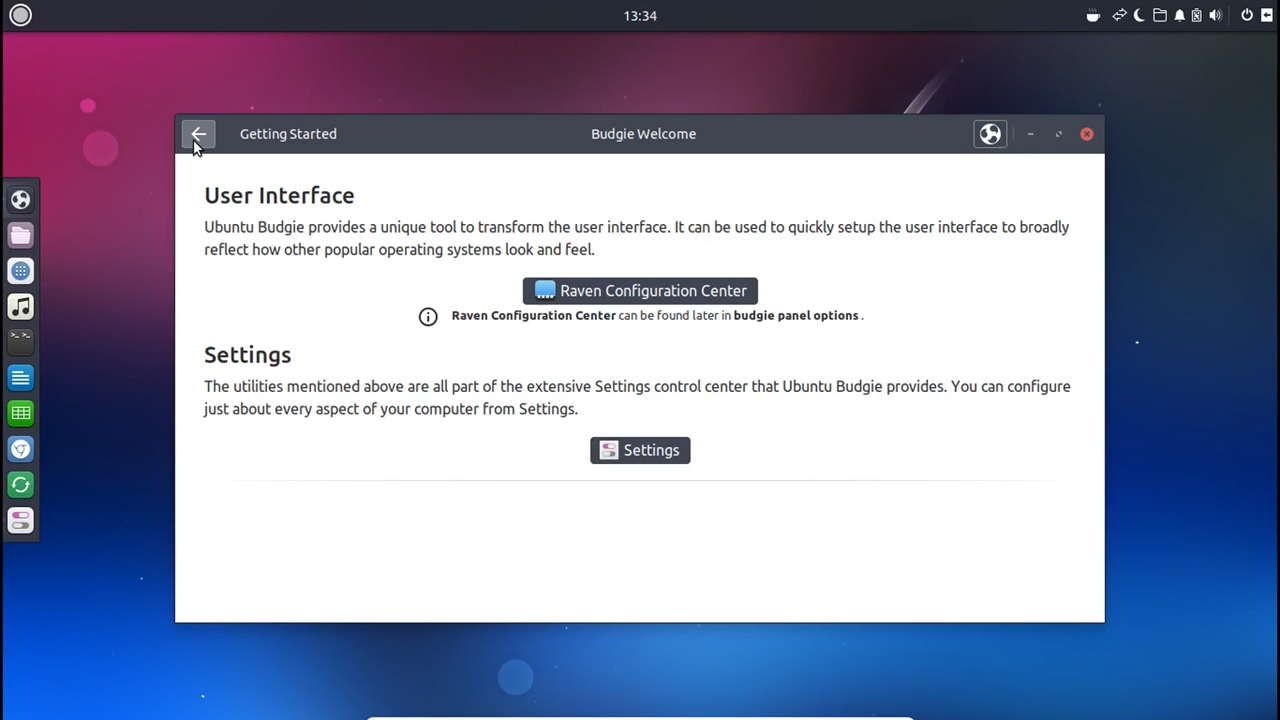 13:34
Getting Started
Budgie Welcome
User Interface
Ubuntu Budgie provides a unique tool to transform the user interface. It can be used to quickly setup the user interface to broadly
reflect how other popular operating systems look and feel.
Raven Configuration Center
Raven Configuration Center can be found later in budgie panel options .
Settings
The utilities mentioned above are all part of the extensive Settings control center that Ubuntu Budgie provides. You can configure
just about every aspect of your computer from Settings.
Settings